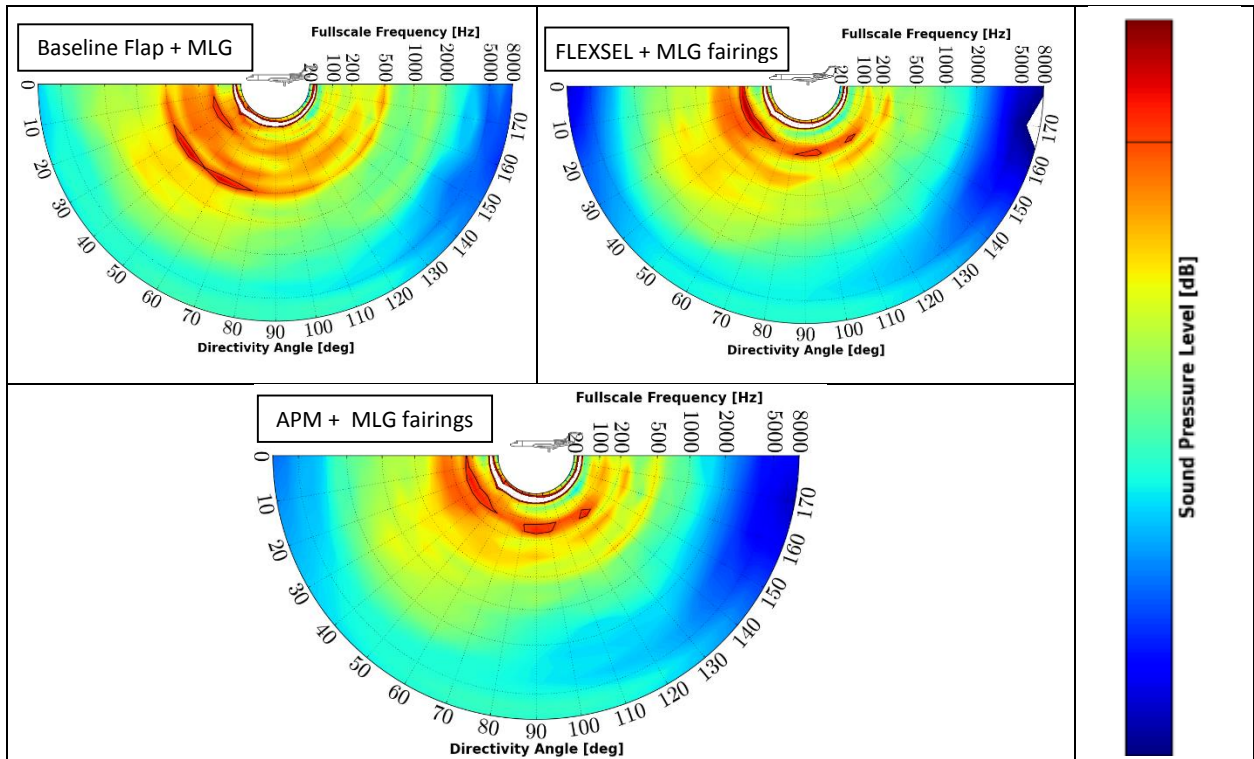 Baseline Flap + MLG
Fullscale Frequency [Hz]
20 100 200 500 1000 2000 5000 8000
0 10 20 30 40 50 60 70 80 90 100 110 120 130 140 150 160 170
Directivity Angle [deg]
FLEXSEL + MLG fairings
Fullscale Frequency [Hz]
20 100 200 500 1000 2000 5000 8000
0 10 20 30 40 50 60 70 80 90 100 110 120 130 140 150 160 170
Directivity Angle [deg]
APM + MLG fairings
Fullscale Frequency [Hz]
20 100 200 500 1000 2000 5000 8000
0 10 20 30 40 50 60 70 80 90 100 110 120 130 140 150 160 170
Directivity Angle [deg]
Sound Pressure Level [dB]